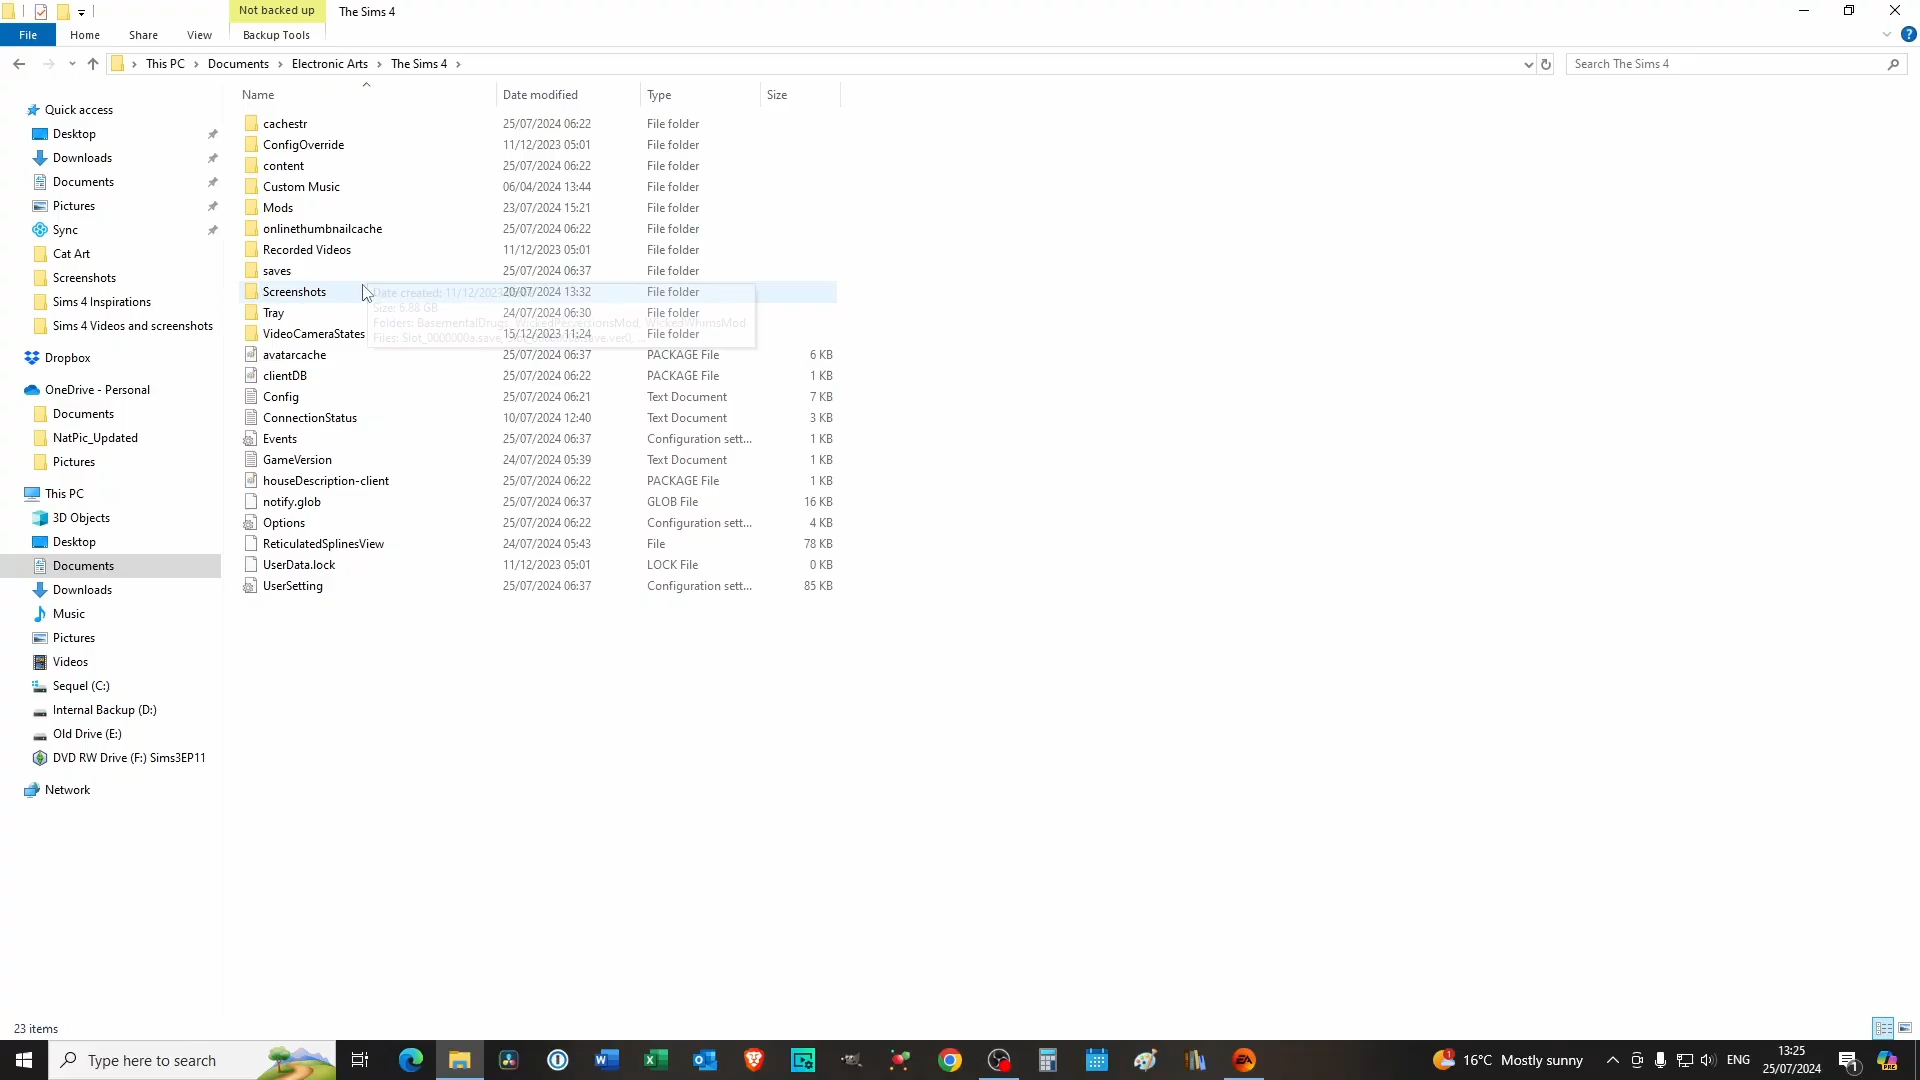 Not backed up
The Sims 4
File
Home
Share
View
Backup Tools
This PC
Documents
Electronic Arts
The Sims 4
Search The Sims 4
Name
Date modified
Type
Size
Quick access
Desktop
Downloads
Documents
Pictures
Sync
Cat Art
Screenshots
Sims 4 Inspirations
Sims 4 Videos and screenshots
Dropbox
OneDrive - Personal
Documents
NatPic_Updated
Pictures
This PC
3D Objects
Desktop
Documents
Downloads
Music
Pictures
Videos
Sequel (C:)
Internal Backup (D:)
Old Drive (E:)
DVD RW Drive (F:) Sims3EP11
Network
cachestr 25/07/2024 06:22 File folder
ConfigOverride 11/12/2023 05:01 File folder
content 25/07/2024 06:22 File folder
Custom Music 06/04/2024 13:44 File folder
Mods 23/07/2024 15:21 File folder
onlinethumbnailcache 25/07/2024 06:22 File folder
Recorded Videos 11/12/2023 05:01 File folder
saves 25/07/2024 06:37 File folder
Screenshots 20/07/2024 13:32 File folder
Tray 24/07/2024 06:30 File folder
VideoCameraStates 15/12/2023 11:24 File folder
Date created: 11/12/2023
Size: 6.88 GB
Folders: BasementalDrugs, WickedPerversionsMod, WickedWhimsMod
Files: Slot_0000000a.save,
avatarcache 25/07/2024 06:37 PACKAGE File 6 KB
clientDB 25/07/2024 06:22 PACKAGE File 1 KB
Config 25/07/2024 06:21 Text Document 7 KB
ConnectionStatus 10/07/2024 12:40 Text Document 3 KB
Events 25/07/2024 06:37 Configuration sett... 1 KB
GameVersion 24/07/2024 05:39 Text Document 1 KB
houseDescription-client 25/07/2024 06:22 PACKAGE File 1 KB
notify.glob 25/07/2024 06:37 GLOB File 16 KB
Options 25/07/2024 06:22 Configuration sett... 4 KB
ReticulatedSplinesView 24/07/2024 05:43 File 78 KB
UserData.lock 11/12/2023 05:01 LOCK File 0 KB
UserSetting 25/07/2024 06:37 Configuration sett... 85 KB
23 items
Type here to search
16°C Mostly sunny
ENG
13:25
25/07/2024